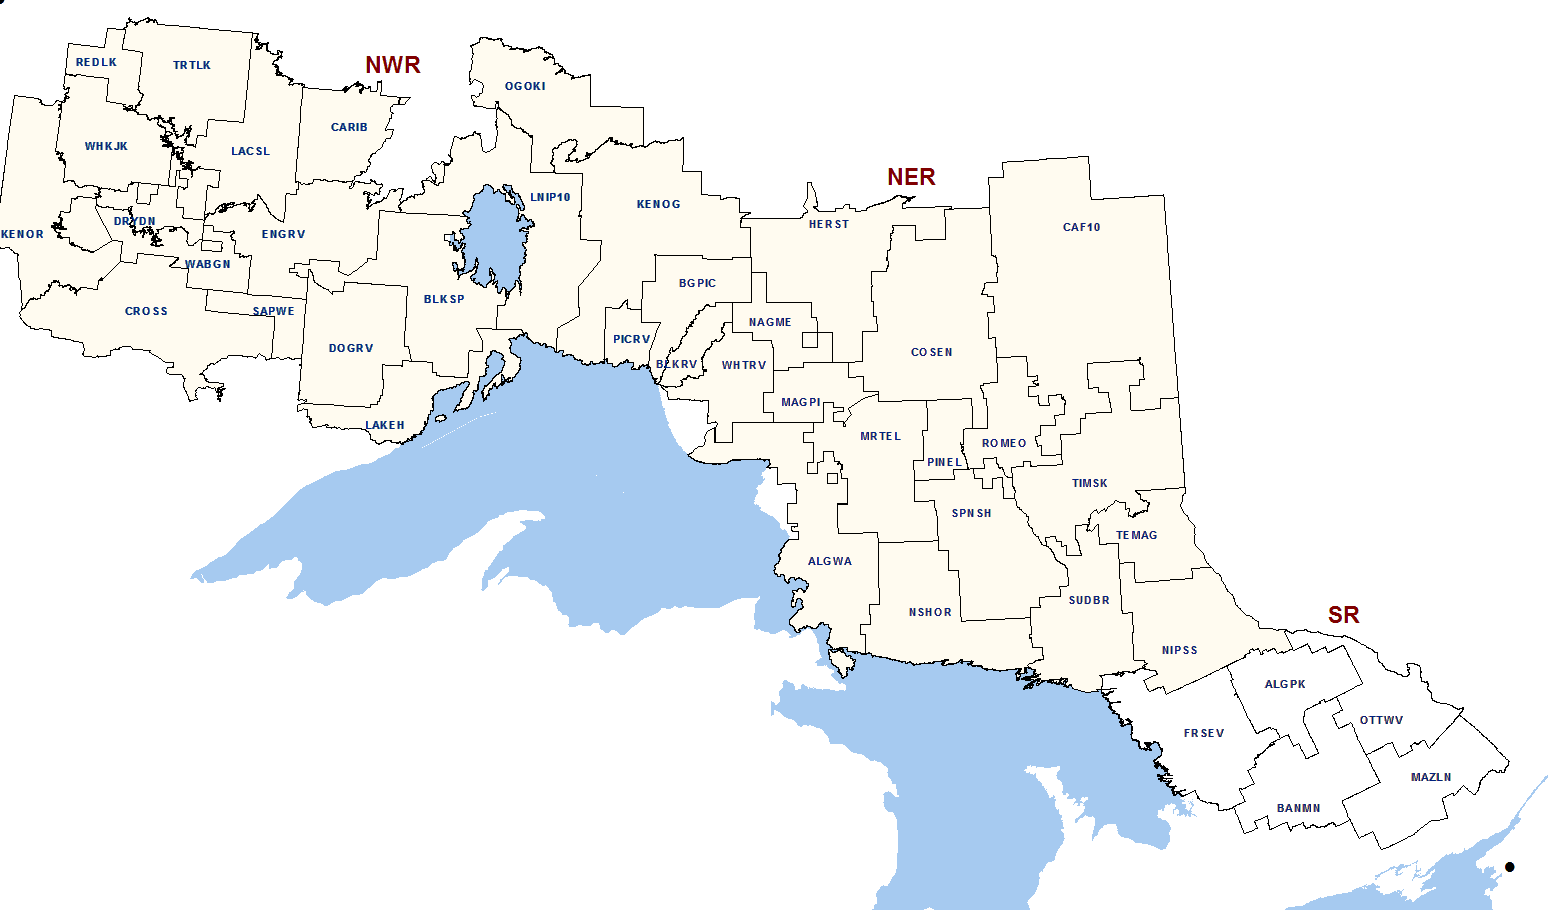 NWR
REDLK
TRTLK
OGOKI
CARIB
WHKJK
LACSL
NER
LNIP10
KENOG
DRYDN
HERST
CAF10
KENOR
ENGRV
WABGN
BGPIC
BLKSP
CROSS
SAPWE
NAGME
PICRV
DOGRV
COSEN
BLKRV
WHTRV
MAGPI
LAKEH
MRTEL
ROMEO
PINEL
TIMSK
SPNSH
TEMAG
ALGWA
SUDBR
NSHOR
SR
NIPSS
ALGPK
OTTWV
FRSEV
MAZLN
BANMN